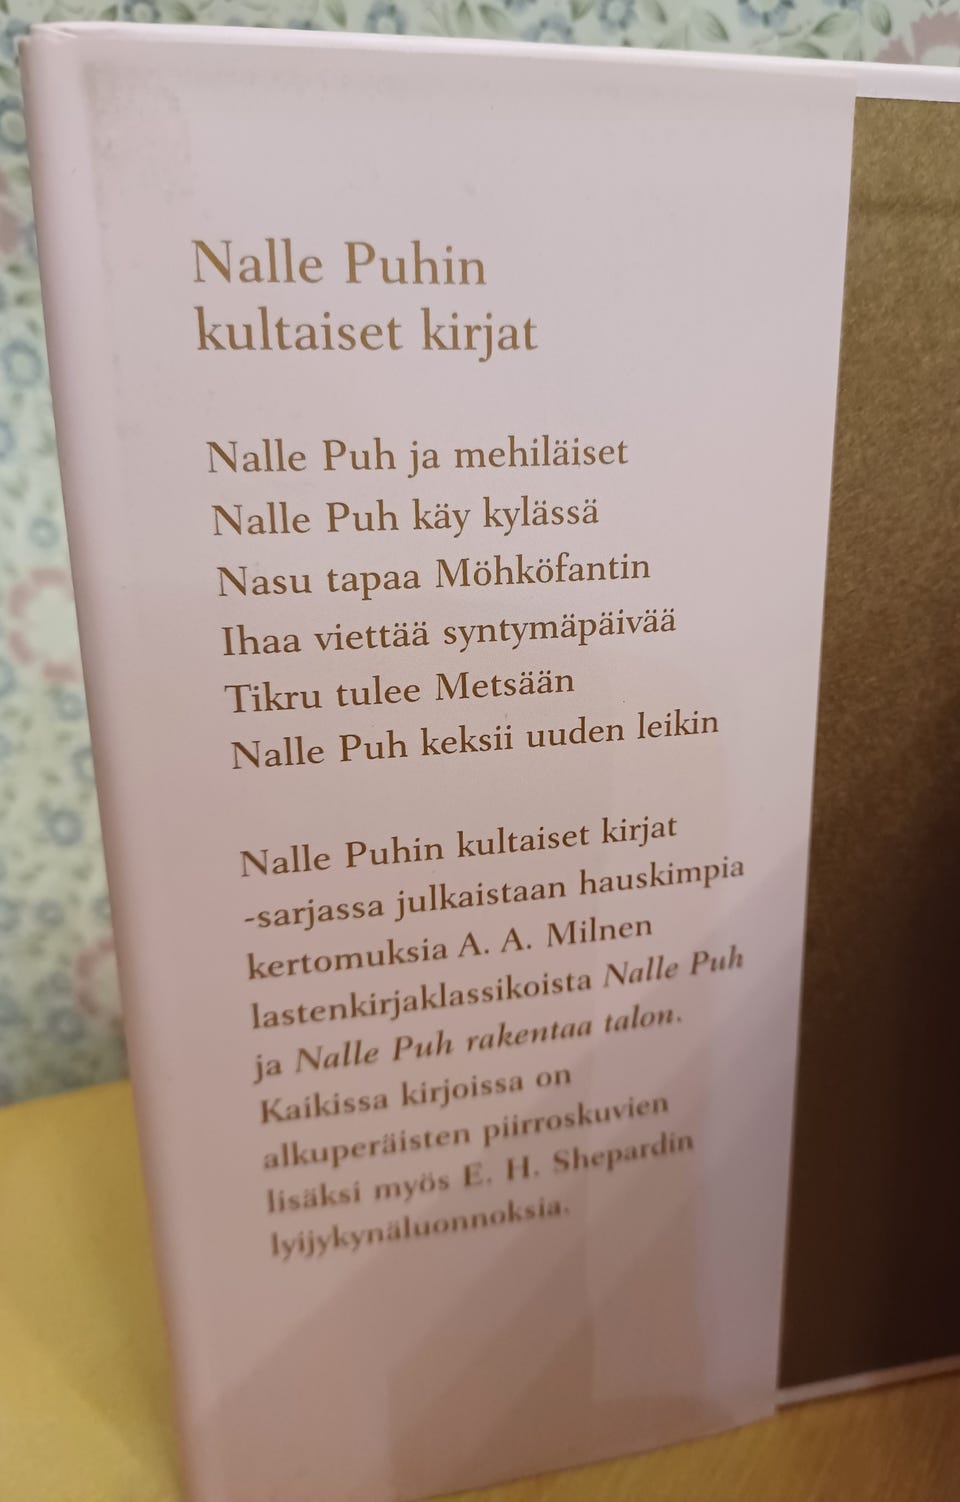 Nalle Puhin
kultaiset kirjat
Nalle Puh ja mehiläiset
Nalle Puh käy kylässä
Nasu tapaa Möhköfantin
Ihaa viettää syntymäpäivää
Tikru tulee Metsään
Nalle Puh keksii uuden leikin
Nalle Puhin kultaiset kirjat
-sarjassa julkaistaan hauskimpia
kertomuksia A. A. Milnen
lastenkirjaklassikoista Nalle Puh
ja Nalle Puh rakentaa talon.
Kaikissa kirjoissa on
alkuperäisten piirroskuvien
lisäksi myös E. H. Shepardin
lyijykynäluonnoksia.